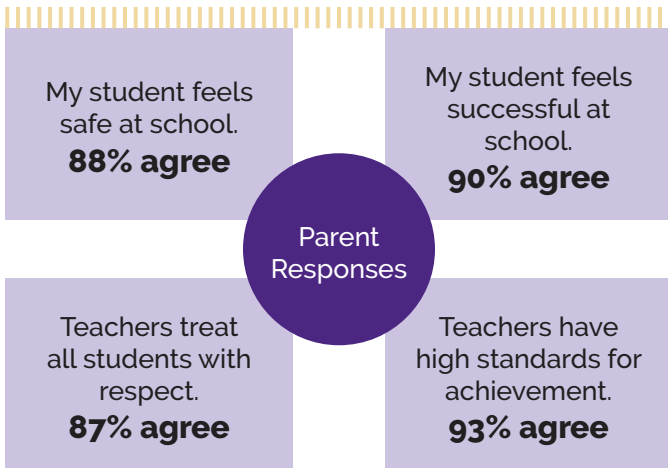 My student feels
safe at school.
88% agree
My student feels
successful at
school.
90% agree
Parent
Responses
Teachers treat
all students with
respect.
87% agree
Teachers have
high standards for
achievement.
93% agree